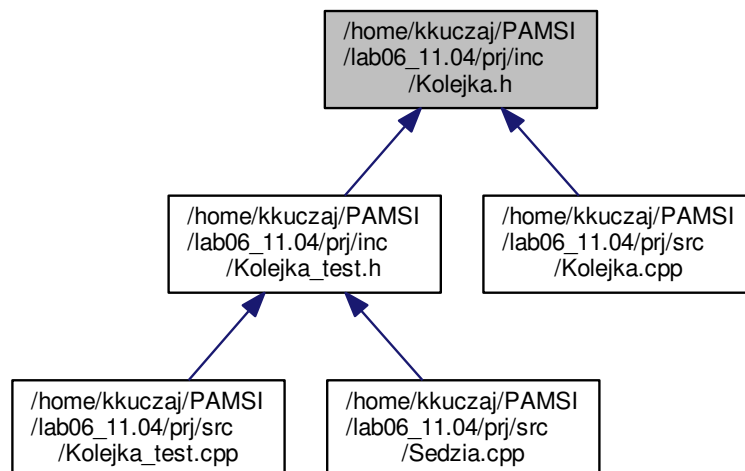 /home/kkuczaj/PAMSI
/lab06_11.04/prj/inc
/Kolejka.h
/home/kkuczaj/PAMSI
/lab06_11.04/prj/inc
/Kolejka_test.h
/home/kkuczaj/PAMSI
/lab06_11.04/prj/src
/Kolejka.cpp
/home/kkuczaj/PAMSI
/lab06_11.04/prj/src
/Kolejka_test.cpp
/home/kkuczaj/PAMSI
/lab06_11.04/prj/src
/Sedzia.cpp